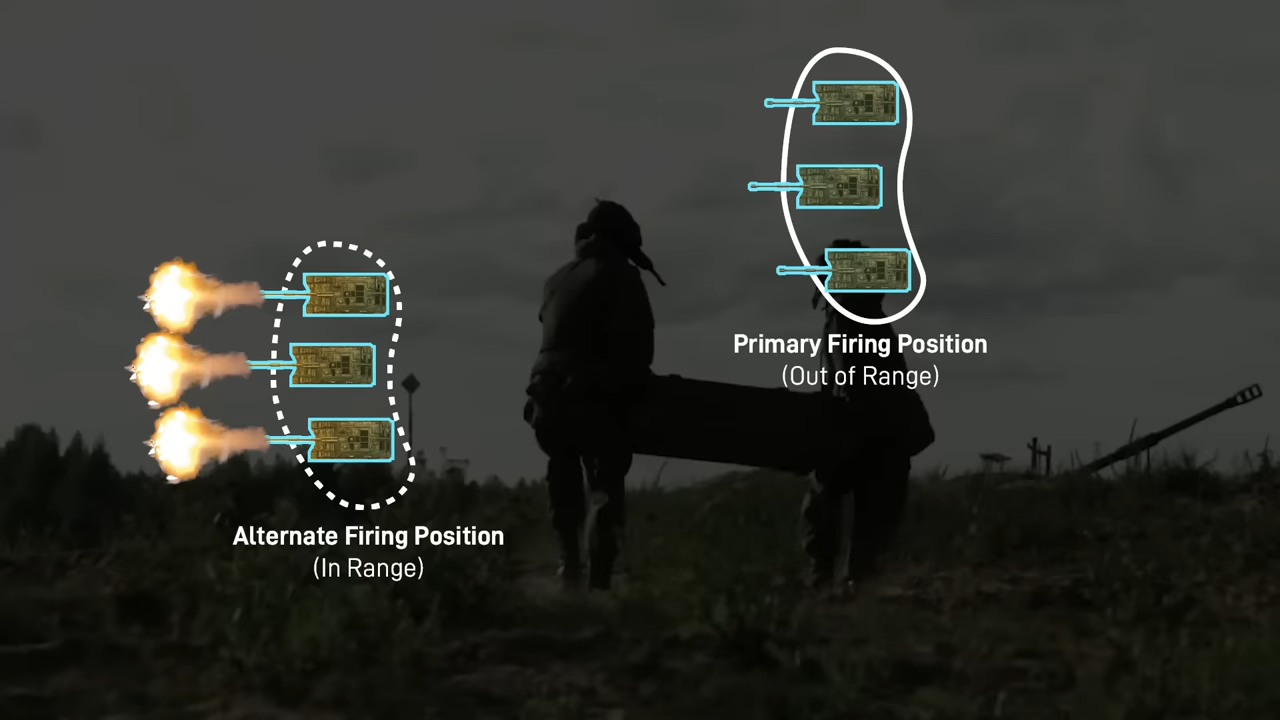 Primary Firing Position
(Out of Range)
Alternate Firing Position
(In Range)